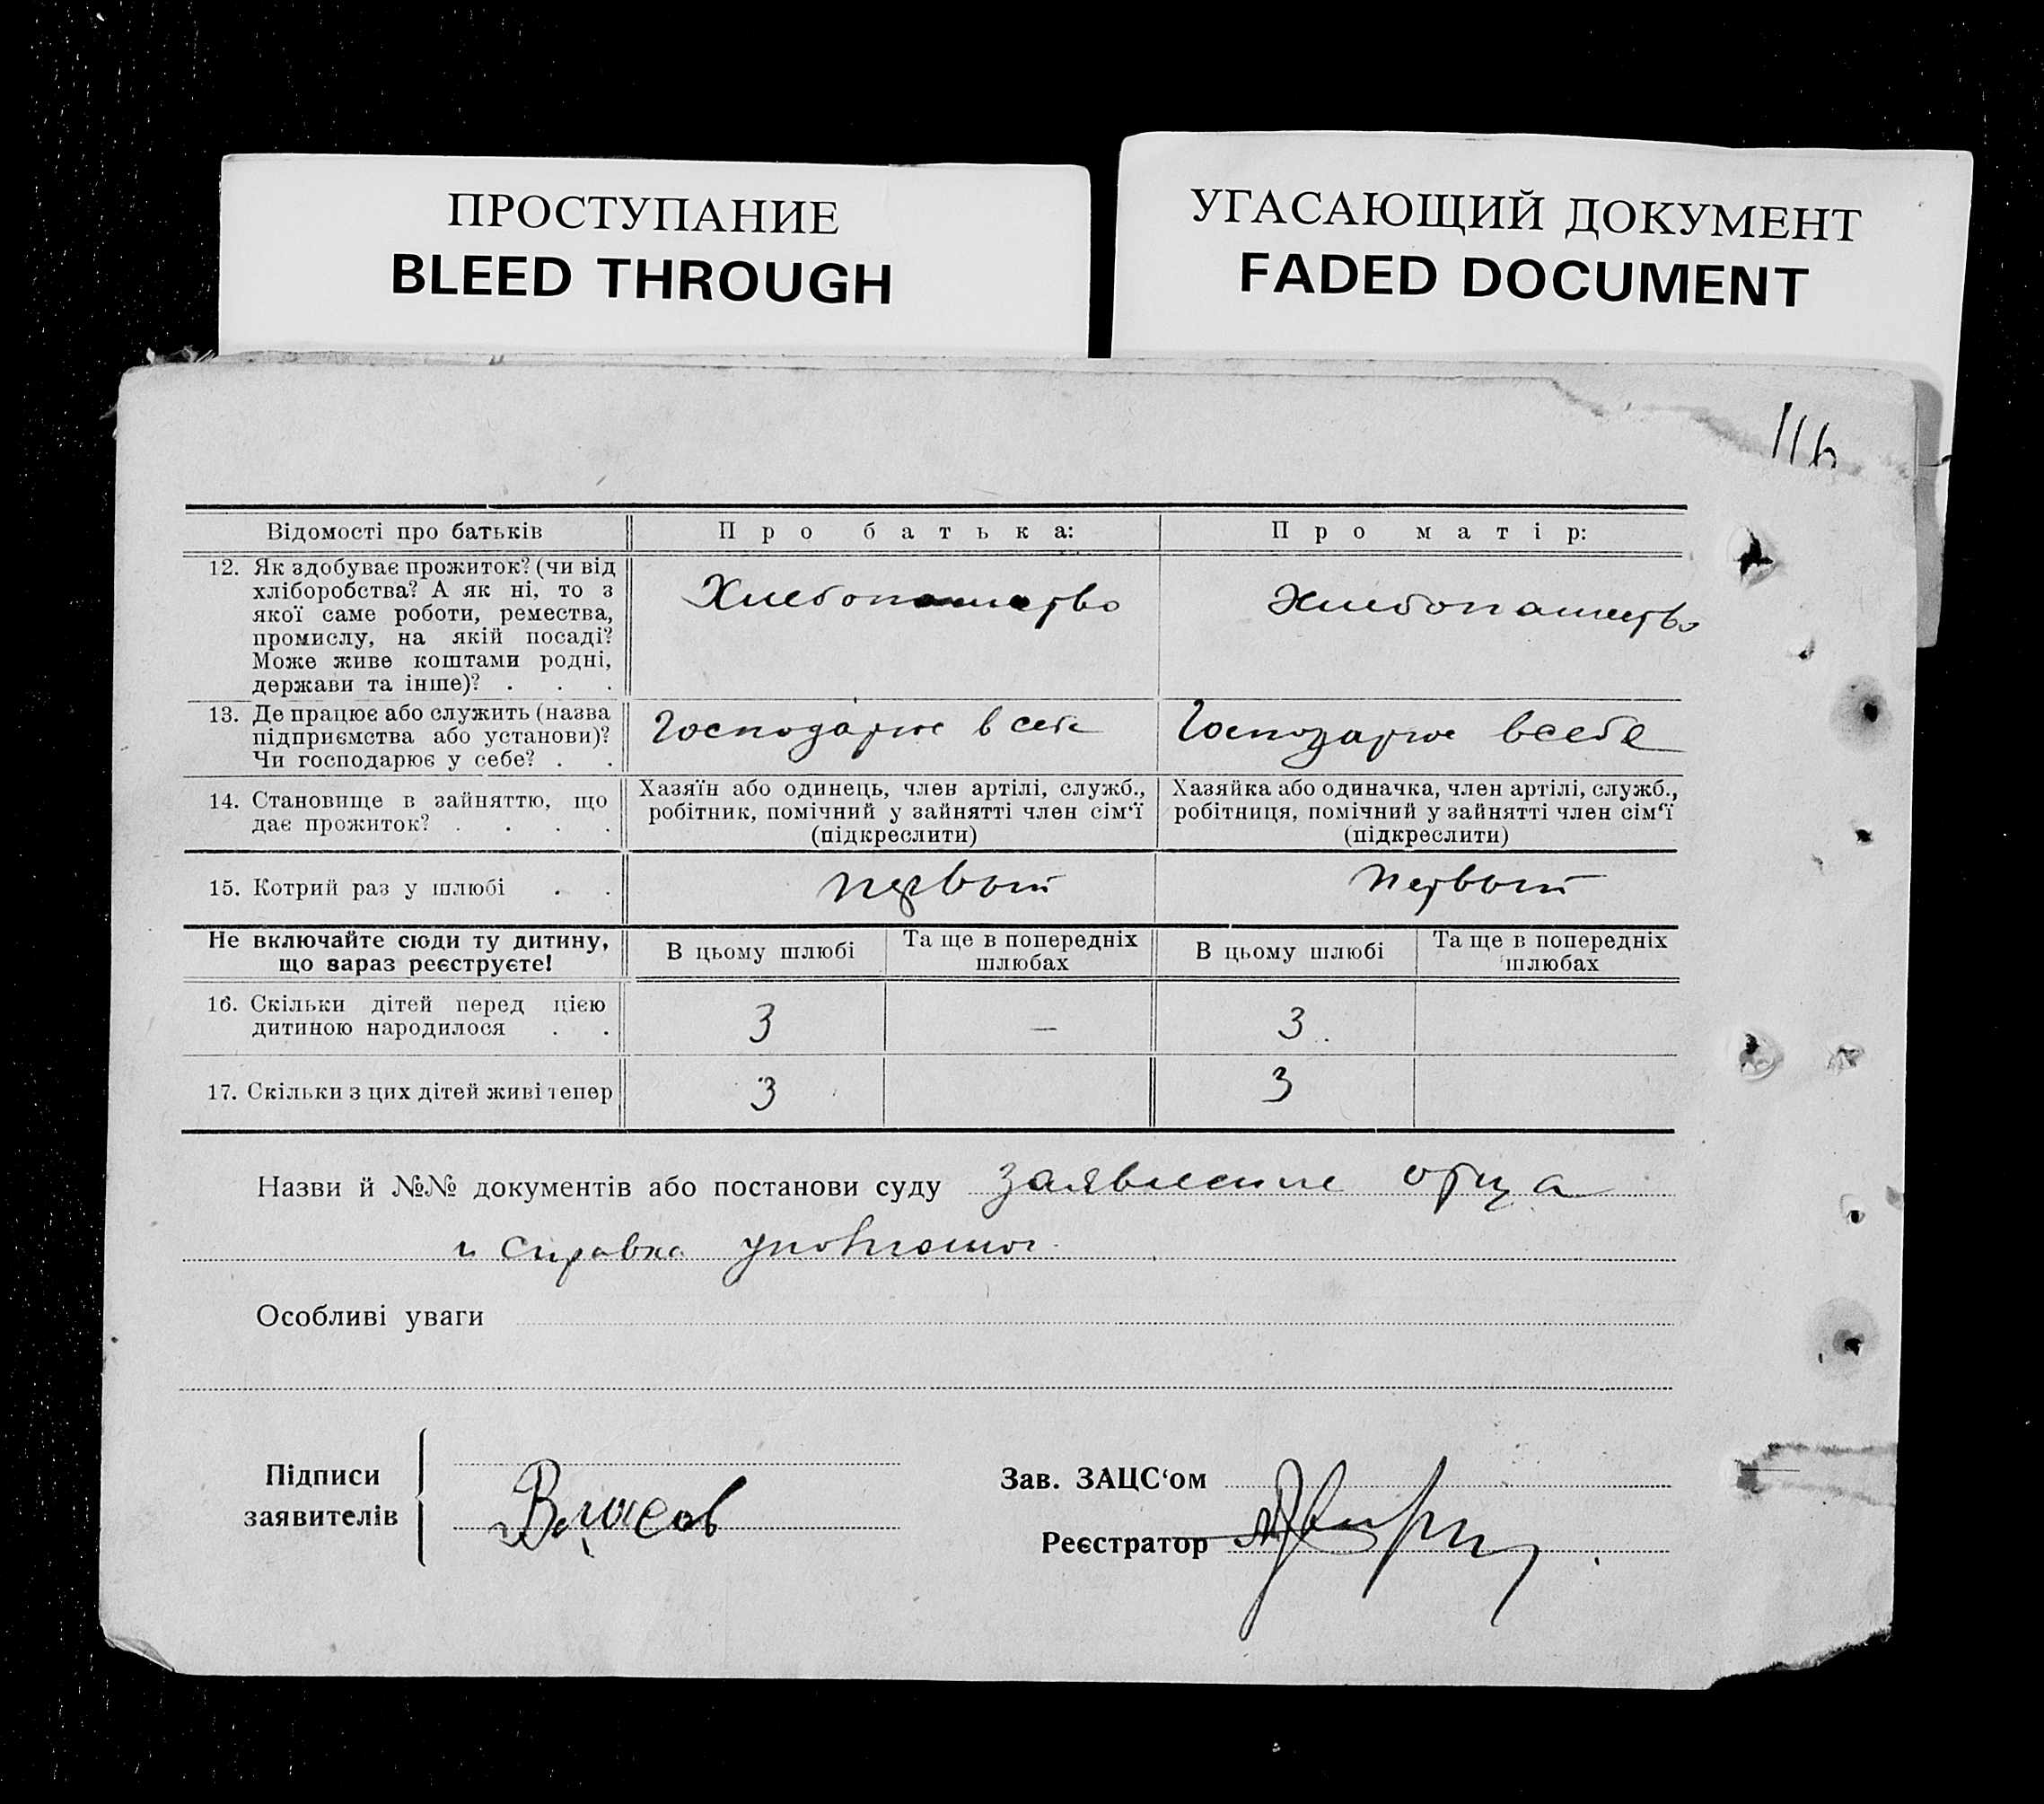 ПРОСТУПАНИЕ
BLEED THROUGH
УГАСАЮЩИЙ ДОКУМЕНТ
FADED DOCUMENT
116
Відомості про батьків
Про батька:
Про матір:
12. Як здобуває прожиток? (чи від
хліборобства? А як ні, то з
якої саме роботи, ремества,
промислу, на якій посаді?
Може живе коштами родні,
держави та інше)? . . .
Хлебопашество
Хлебопашество
13. Де працює або служить (назва
підприємства або установи)?
Чи господарює у себе? . .
Господарює в себе
Господарює в себе
14. Становище в зайняттю, що
дає прожиток? . . . .
Хазяїн або одинець, член артілі, служб.,
робітник, помічний у зайнятті член сім‘ї
(підкреслити)
Хазяйка або одиначка, член артілі, служб.,
робітниця, помічний у зайнятті член сім‘ї
(підкреслити)
15. Котрий раз у шлюбі . .
первый
первый
Не включайте сюди ту дитину,
що зараз реєструєте!
В цьому шлюбі
Та ще в попередніх
шлюбах
В цьому шлюбі
Та ще в попередніх
шлюбах
16. Скільки дітей перед цією
дитиною народилося . .
3
—
3.
17. Скільки з цих дітей живі тепер
3
3
Назви й №№ документів або постанови суду заявление отца
и справка
Особливі уваги
Підписи
заявителів
Власов
Зав. ЗАЦС‘ом
Реєстратор